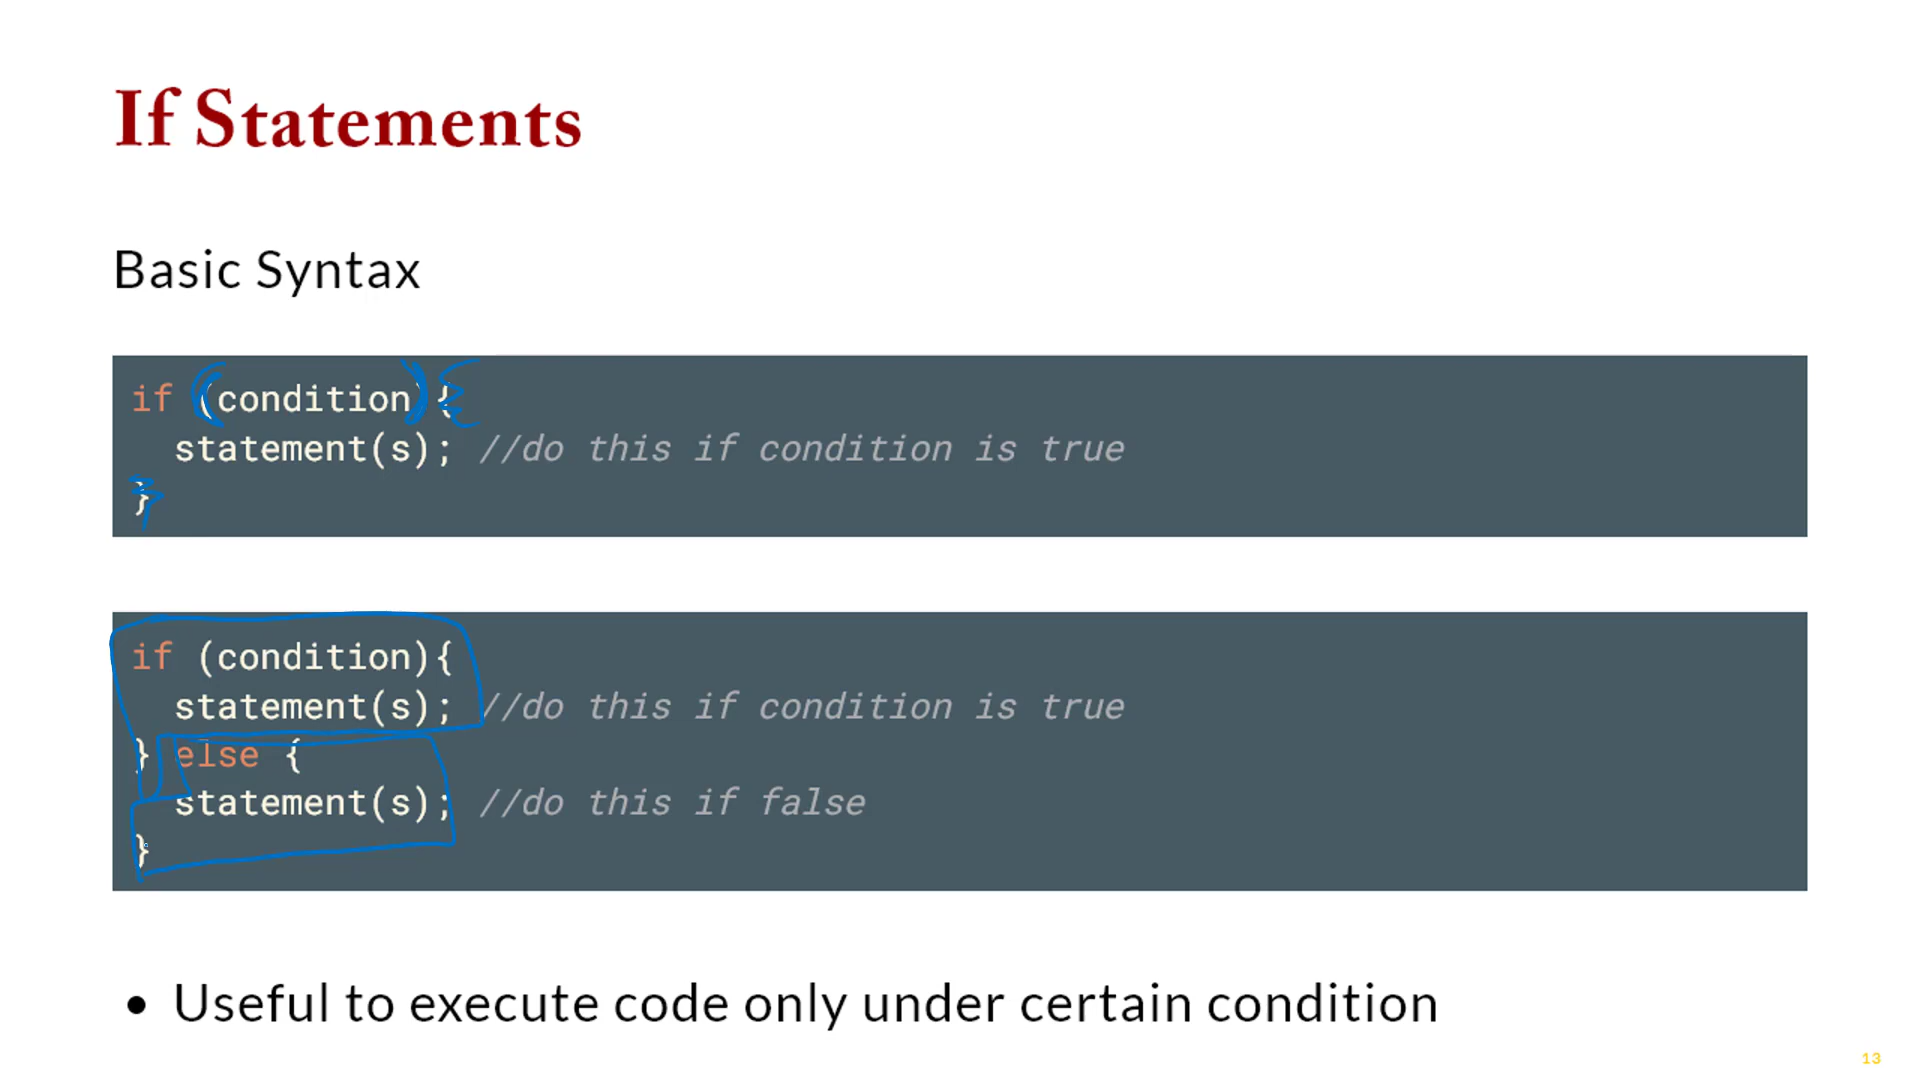 If Statements
Basic Syntax
if (condition) {
statement(s); //do this if condition is true
}
if (condition){
statement(s); //do this if condition is true
} else {
statement(s); //do this if false
}
• Useful to execute code only under certain condition
13